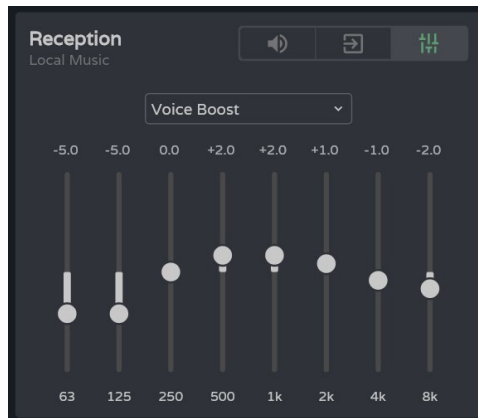 Reception
Local Music
Voice Boost
-5.0 -5.0 0.0 +2.0 +2.0 +1.0 -1.0 -2.0
63 125 250 500 1k 2k 4k 8k